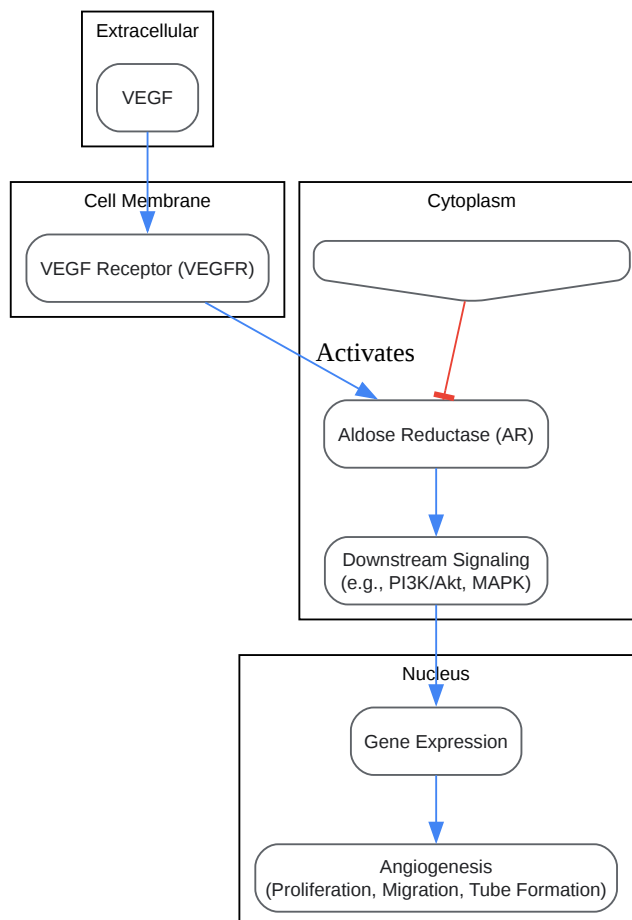 Extracellular
VEGF
Cell Membrane
Cytoplasm
VEGF Receptor (VEGFR)
Activates
Aldose Reductase (AR)
Downstream Signaling
(e.g., PI3K/Akt, MAPK)
Nucleus
Gene Expression
Angiogenesis
(Proliferation, Migration, Tube Formation)